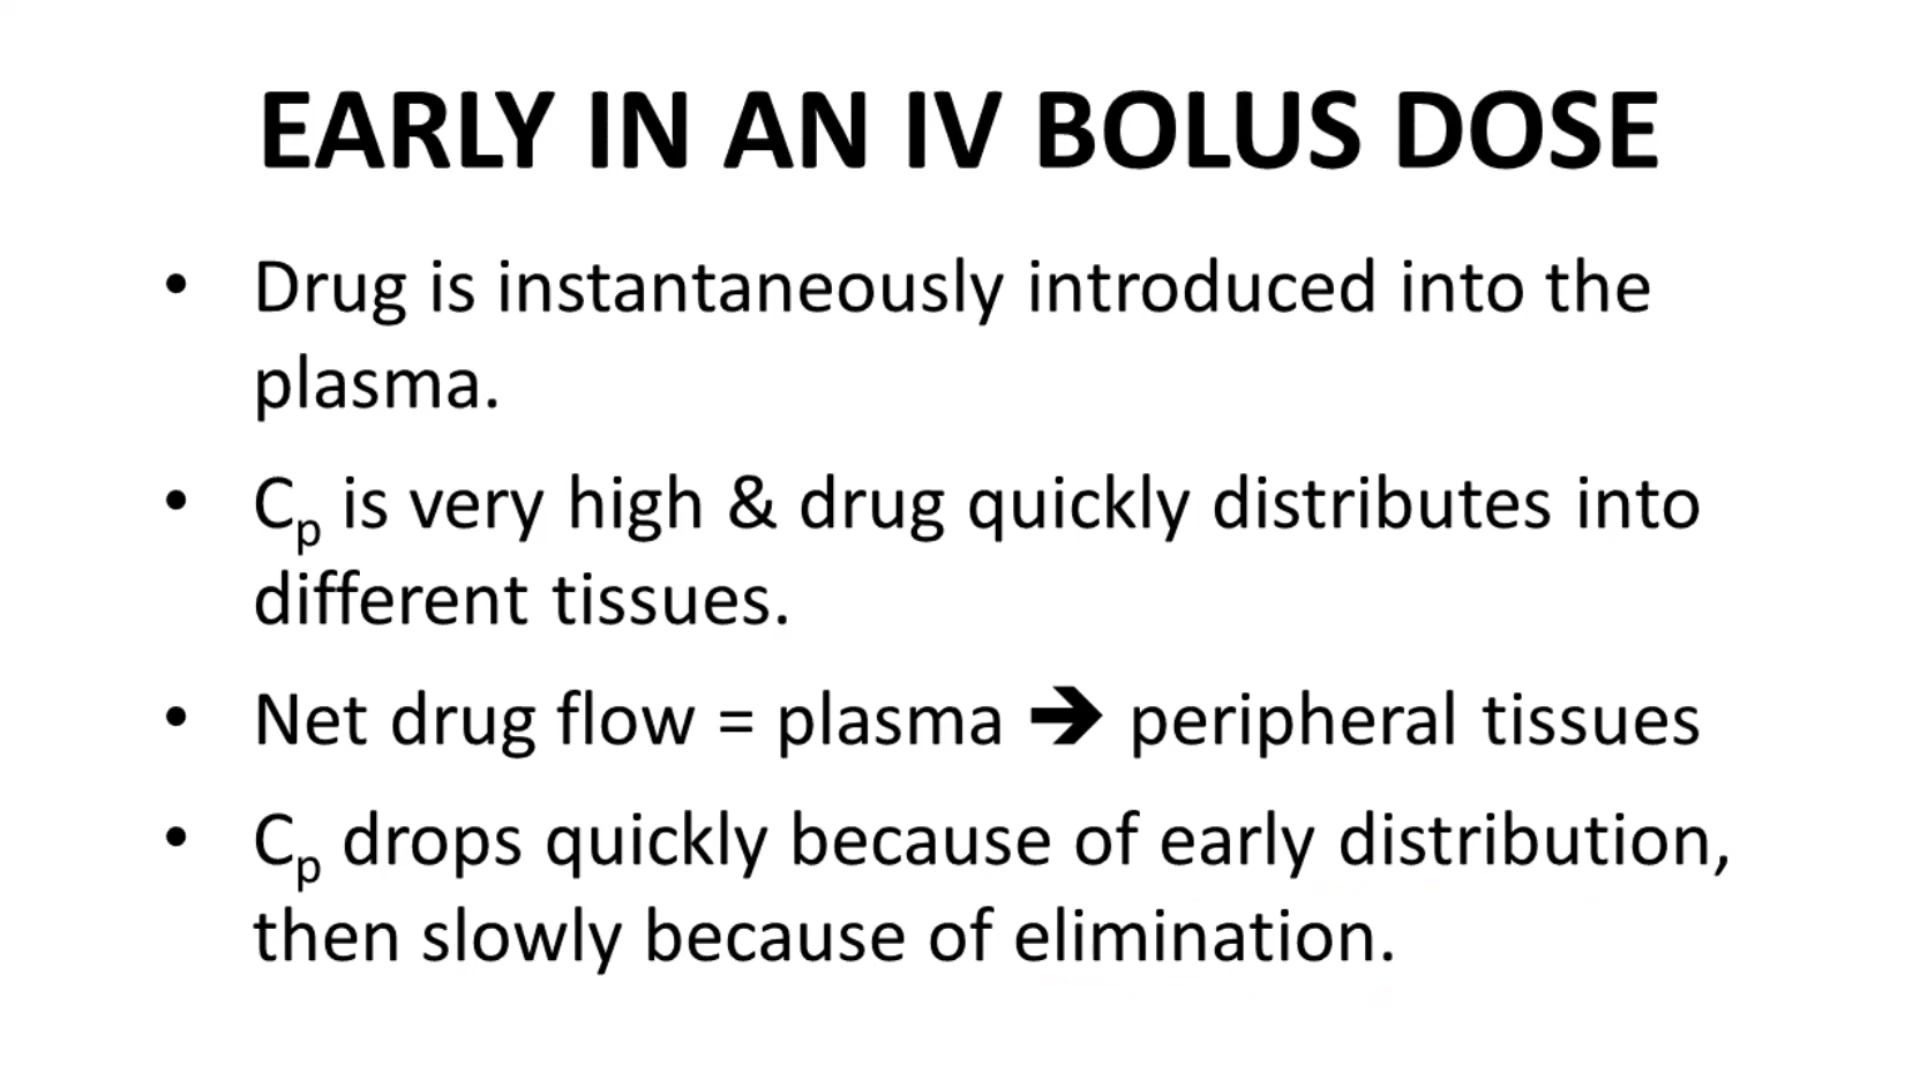 EARLY IN AN IV BOLUS DOSE
• Drug is instantaneously introduced into the
plasma.
• Cp is very high & drug quickly distributes into
different tissues.
• Net drug flow = plasma ➔ peripheral tissues
• Cp drops quickly because of early distribution,
then slowly because of elimination.